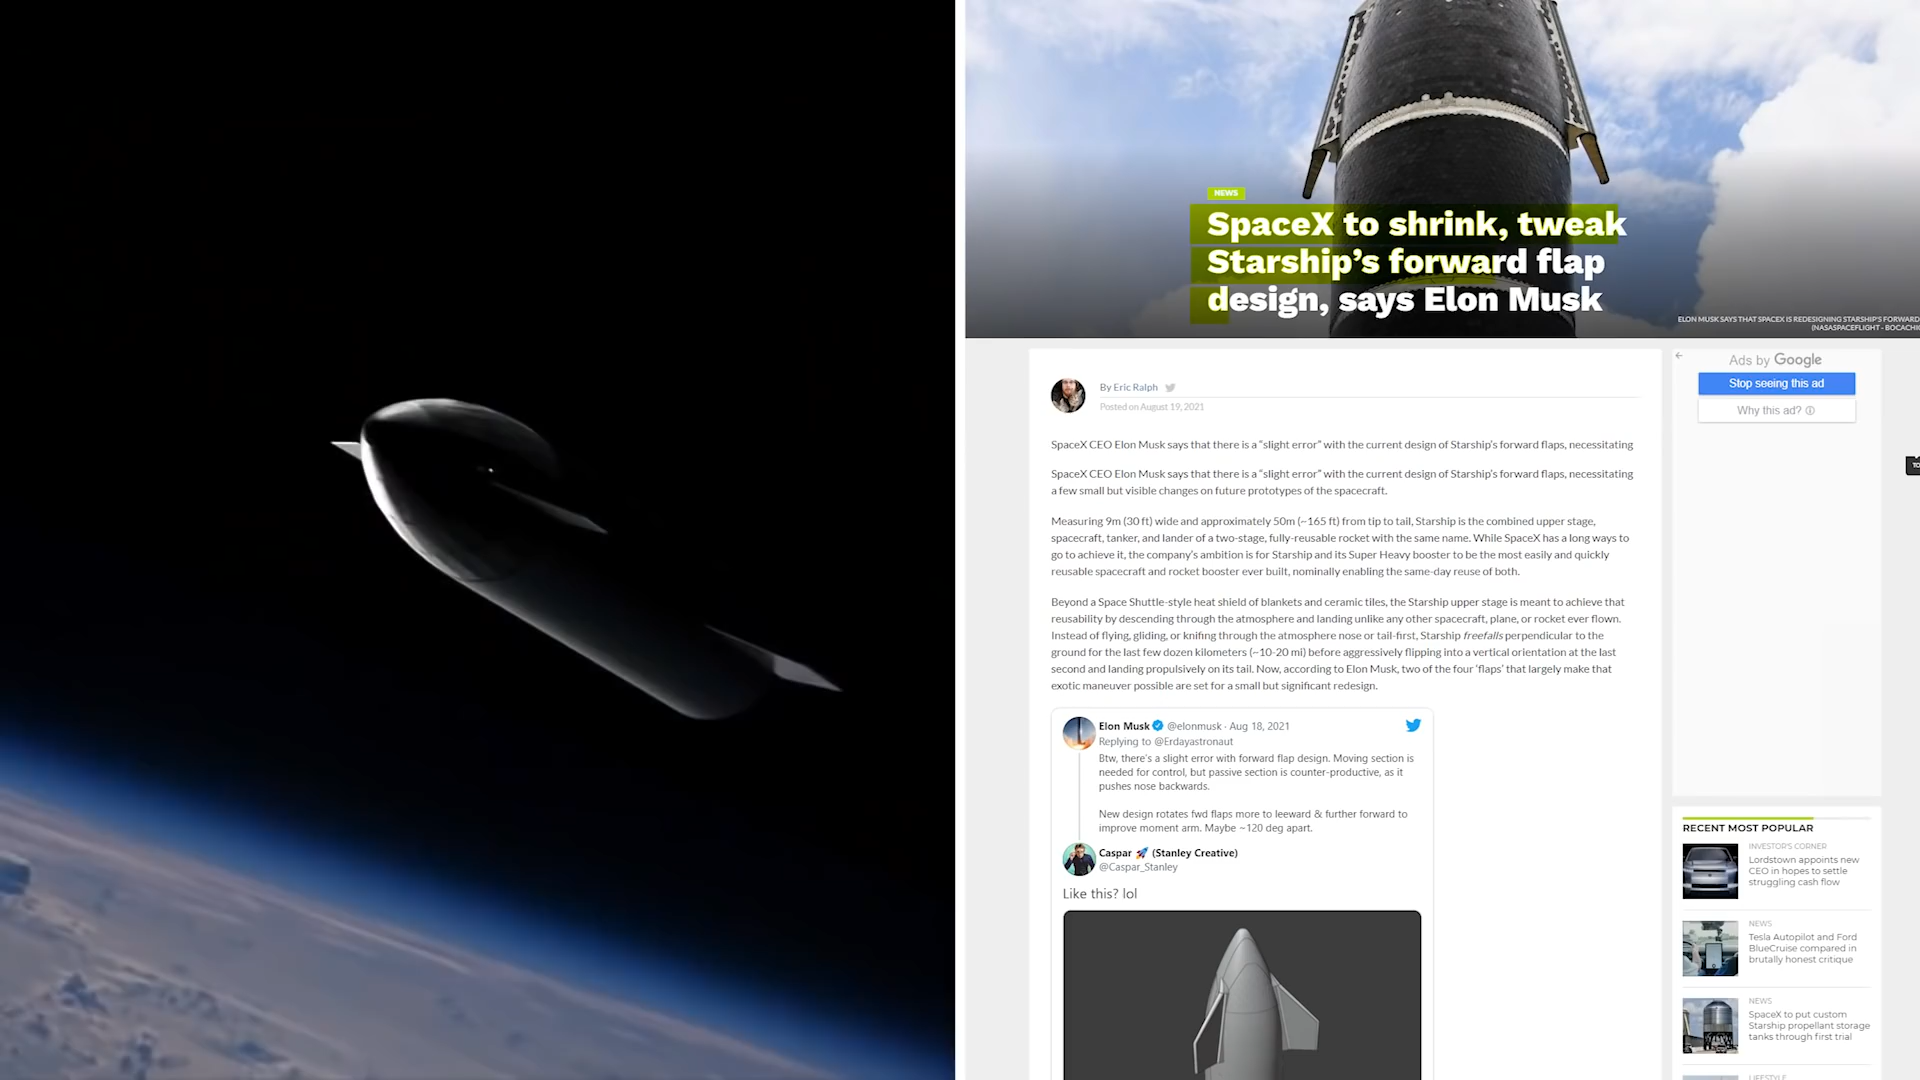 NEWS
SpaceX to shrink, tweak
Starship’s forward flap
design, says Elon Musk
ELON MUSK SAYS THAT SPACEX IS REDESIGNING STARSHIP'S FORWARD
(NASASPACEFLIGHT - BOCACHIC
By Eric Ralph
Posted on August 19, 2021
SpaceX CEO Elon Musk says that there is a “slight error” with the current design of Starship’s forward flaps, necessitating
SpaceX CEO Elon Musk says that there is a “slight error” with the current design of Starship’s forward flaps, necessitating
a few small but visible changes on future prototypes of the spacecraft.
Measuring 9m (30 ft) wide and approximately 50m (~165 ft) from tip to tail, Starship is the combined upper stage,
spacecraft, tanker, and lander of a two-stage, fully-reusable rocket with the same name. While SpaceX has a long ways to
go to achieve it, the company’s ambition is for Starship and its Super Heavy booster to be the most easily and quickly
reusable spacecraft and rocket booster ever built, nominally enabling the same-day reuse of both.
Beyond a Space Shuttle-style heat shield of blankets and ceramic tiles, the Starship upper stage is meant to achieve that
reusability by descending through the atmosphere and landing unlike any other spacecraft, plane, or rocket ever flown.
Instead of flying, gliding, or knifing through the atmosphere nose or tail-first, Starship freefalls perpendicular to the
ground for the last few dozen kilometers (~10-20 mi) before aggressively flipping into a vertical orientation at the last
second and landing propulsively on its tail. Now, according to Elon Musk, two of the four ‘flaps’ that largely make that
exotic maneuver possible are set for a small but significant redesign.
Elon Musk @elonmusk · Aug 18, 2021
Replying to @Erdayastronaut
Btw, there’s a slight error with forward flap design. Moving section is
needed for control, but passive section is counter-productive, as it
pushes nose backwards.
New design rotates fwd flaps more to leeward & further forward to
improve moment arm. Maybe ~120 deg apart.
Caspar 🚀 (Stanley Creative)
@Caspar_Stanley
Like this? lol
Ads by Google
Stop seeing this ad
Why this ad?
TO
RECENT MOST POPULAR
INVESTOR'S CORNER
Lordstown appoints new
CEO in hopes to settle
struggling cash flow
NEWS
Tesla Autopilot and Ford
BlueCruise compared in
brutally honest critique
NEWS
SpaceX to put custom
Starship propellant storage
tanks through first trial
LIFESTYLE